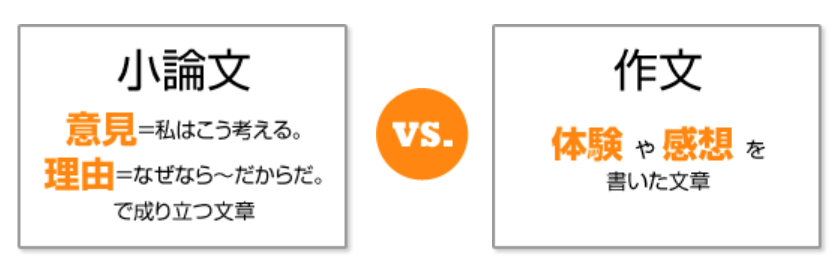 小論文
意見=私はこう考える。
理由=なぜなら～だからだ。
で成り立つ文章
vs.
作文
体験 や 感想 を
書いた文章